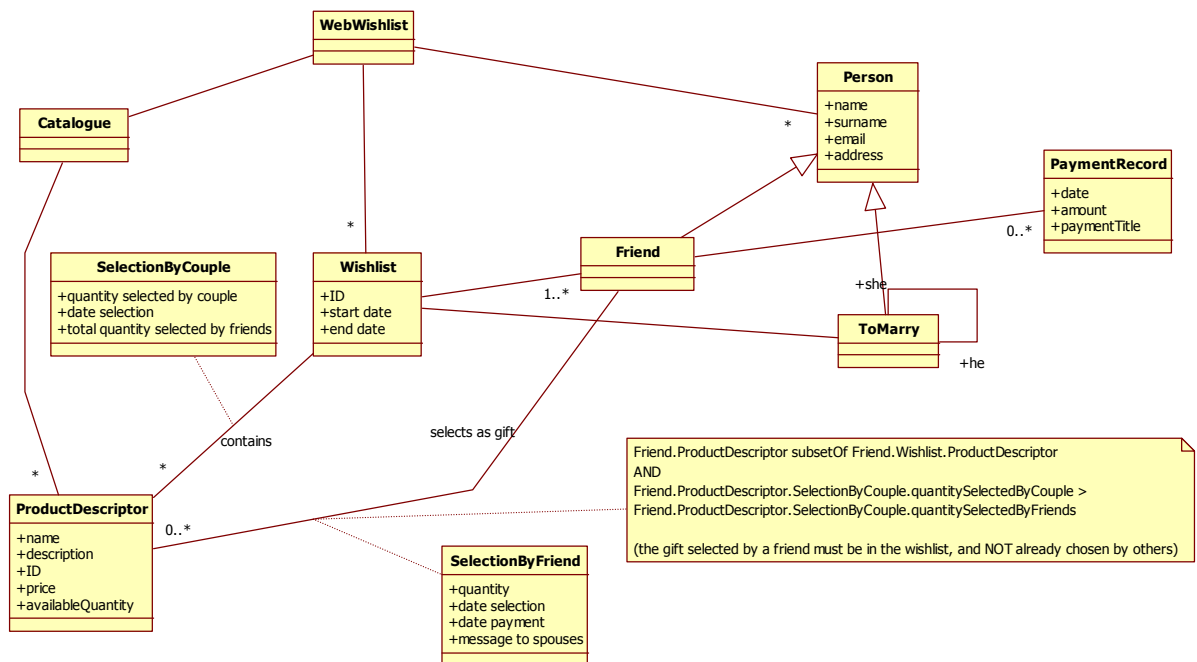 WebWishlist
Person
+name
+surname
+email
+address
*
Catalogue
PaymentRecord
+date
+amount
+paymentTitle
0..*
*
Friend
SelectionByCouple
+quantity selected by couple
+date selection
+total quantity selected by friends
Wishlist
+ID
+start date
+end date
1..*
+she
ToMarry
+he
contains
selects as gift
*
*
Friend.ProductDescriptor subsetOf Friend.Wishlist.ProductDescriptor
AND
Friend.ProductDescriptor.SelectionByCouple.quantitySelectedByCouple >
Friend.ProductDescriptor.SelectionByCouple.quantitySelectedByFriends
(the gift selected by a friend must be in the wishlist, and NOT already chosen by others)
ProductDescriptor
+name
+description
+ID
+price
+availableQuantity
0..*
SelectionByFriend
+quantity
+date selection
+date payment
+message to spouses